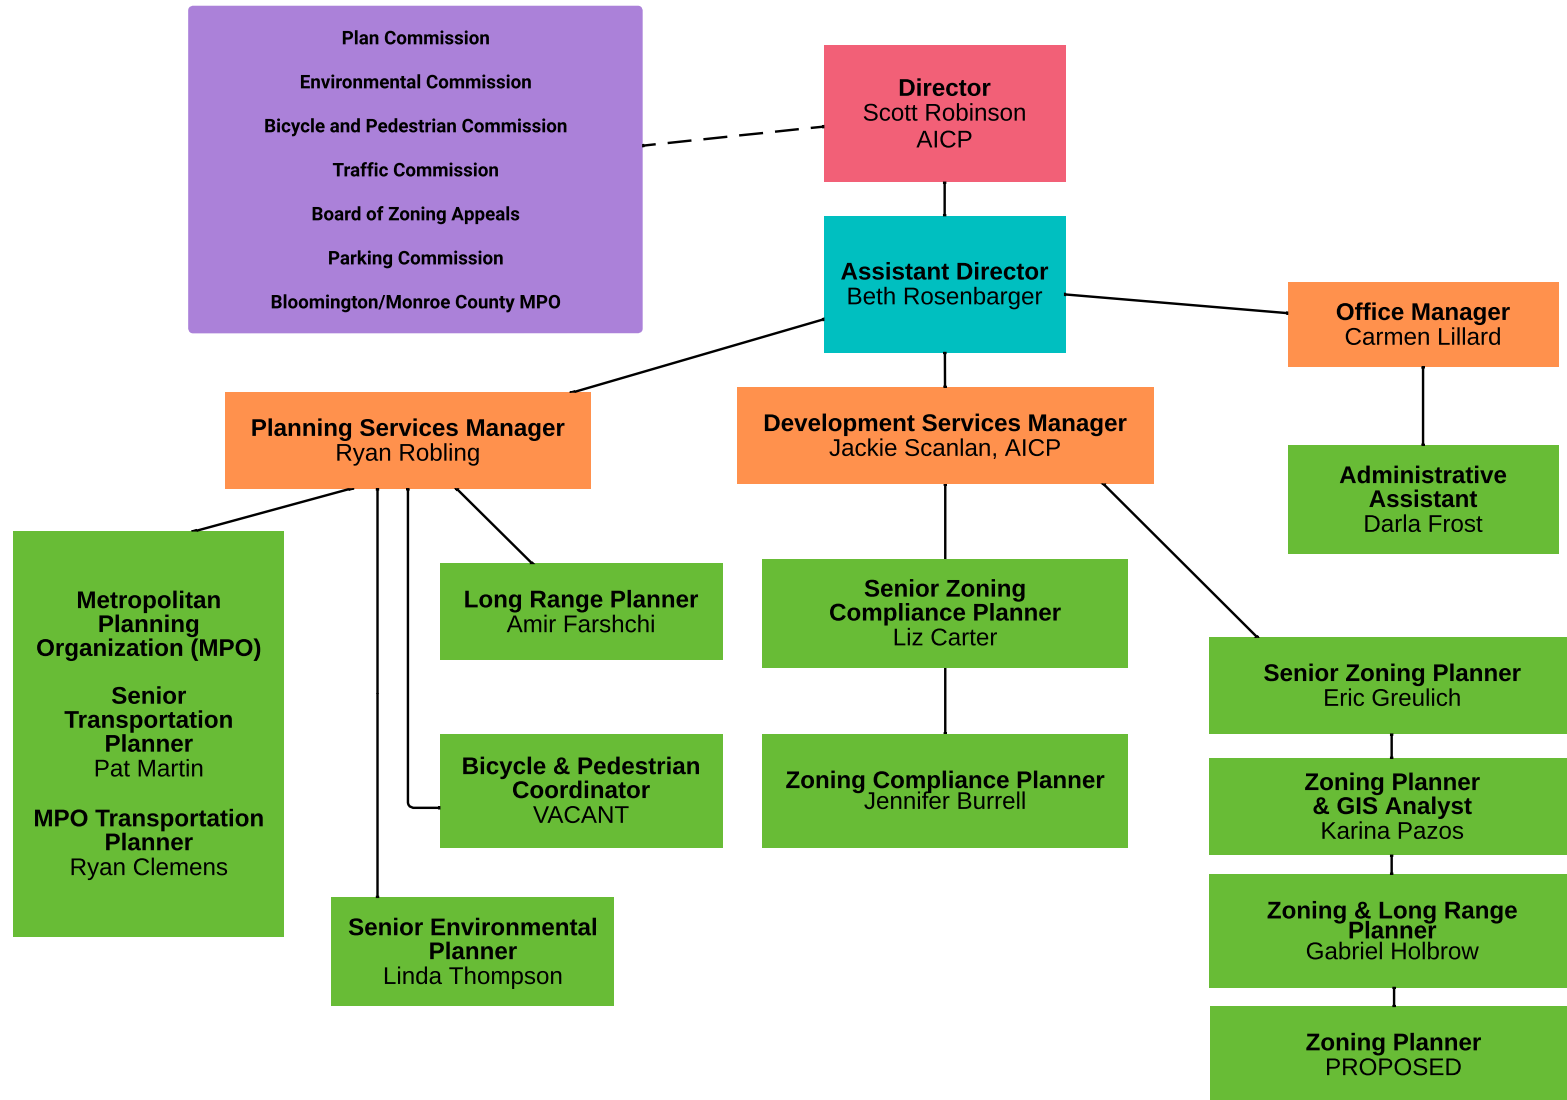 Plan Commission
Environmental Commission
Bicycle and Pedestrian Commission
Traffic Commission
Board of Zoning Appeals
Parking Commission
Bloomington/Monroe County MPO
Director
Scott Robinson
AICP
Assistant Director
Beth Rosenbarger
Office Manager
Carmen Lillard
Administrative
Assistant
Darla Frost
Planning Services Manager
Ryan Robling
Development Services Manager
Jackie Scanlan, AICP
Metropolitan
Planning
Organization (MPO)
Senior
Transportation
Planner
Pat Martin
MPO Transportation
Planner
Ryan Clemens
Long Range Planner
Amir Farshchi
Bicycle & Pedestrian
Coordinator
VACANT
Senior Environmental
Planner
Linda Thompson
Senior Zoning
Compliance Planner
Liz Carter
Zoning Compliance Planner
Jennifer Burrell
Senior Zoning Planner
Eric Greulich
Zoning Planner
& GIS Analyst
Karina Pazos
Zoning & Long Range
Planner
Gabriel Holbrow
Zoning Planner
PROPOSED